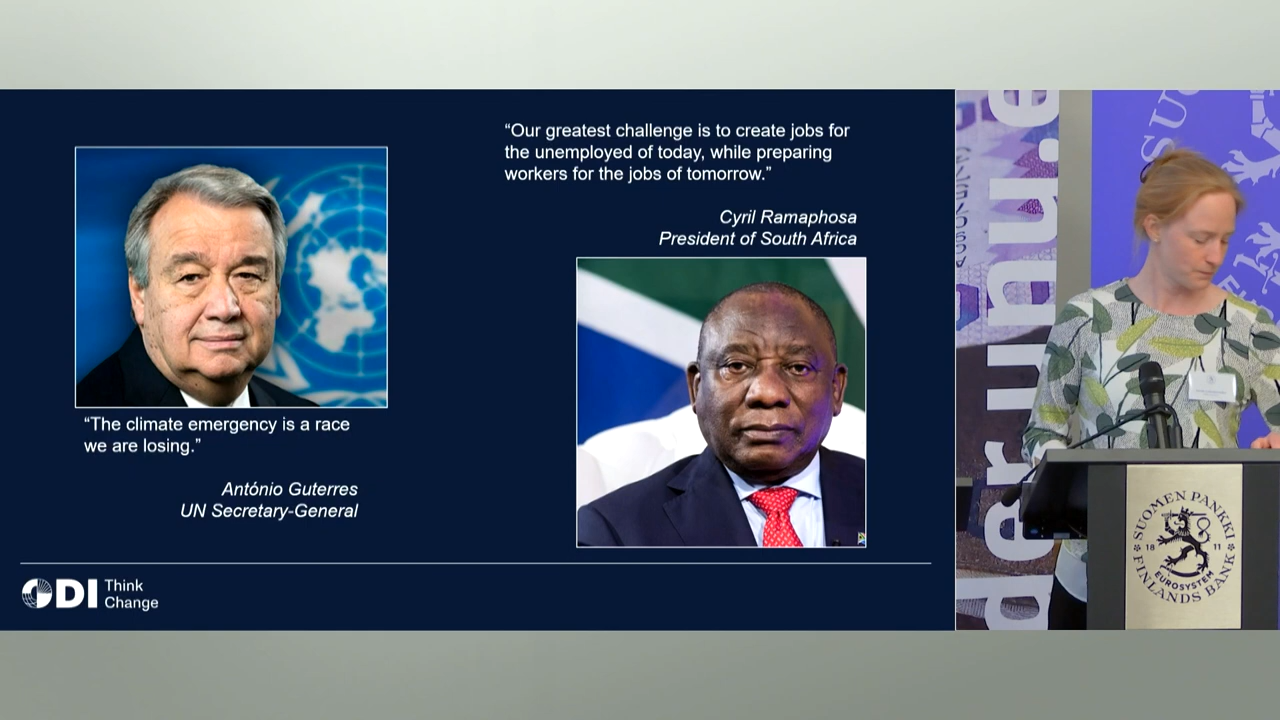 “Our greatest challenge is to create jobs for
the unemployed of today, while preparing
workers for the jobs of tomorrow.”
Cyril Ramaphosa
President of South Africa
“The climate emergency is a race
we are losing.”
António Guterres
UN Secretary-General
ODI Think
Change
SUOMEN PANKKI
1811
EUROSYSTEM
FINLANDS BANK